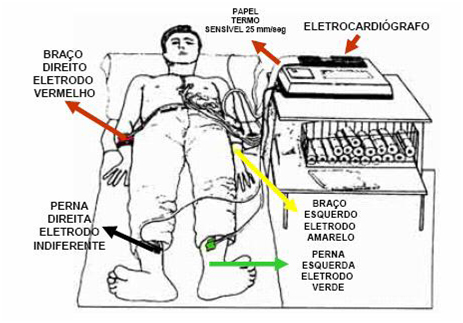 PAPEL
TERMO
SENSÍVEL 25 mm/seg
ELETROCARDIÓGRAFO
BRAÇO
DIREITO
ELETRODO
VERMELHO
PERNA
DIREITA
ELETRODO
INDIFERENTE
BRAÇO
ESQUERDO
ELETRODO
AMARELO
PERNA
ESQUERDA
ELETRODO
VERDE